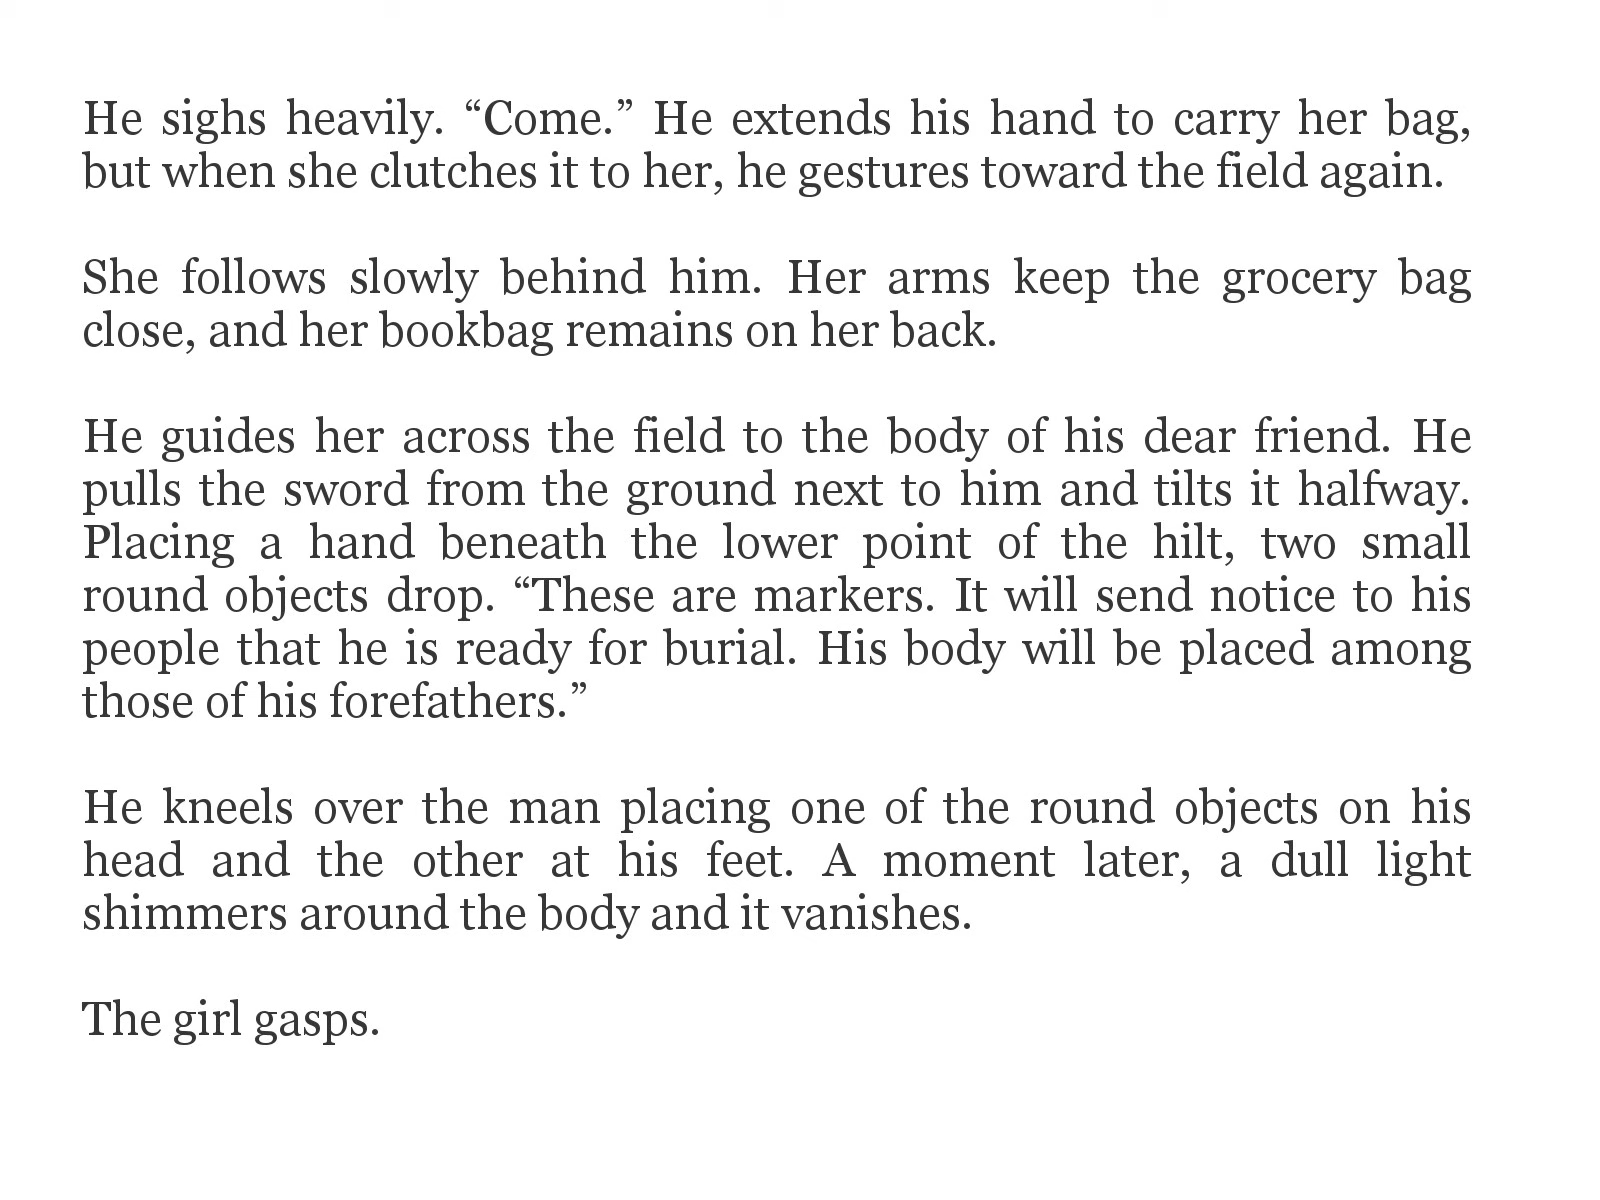 He sighs heavily. “Come.” He extends his hand to carry her bag,
but when she clutches it to her, he gestures toward the field again.
She follows slowly behind him. Her arms keep the grocery bag
close, and her bookbag remains on her back.
He guides her across the field to the body of his dear friend. He
pulls the sword from the ground next to him and tilts it halfway.
Placing a hand beneath the lower point of the hilt, two small
round objects drop. “These are markers. It will send notice to his
people that he is ready for burial. His body will be placed among
those of his forefathers.”
He kneels over the man placing one of the round objects on his
head and the other at his feet. A moment later, a dull light
shimmers around the body and it vanishes.
The girl gasps.